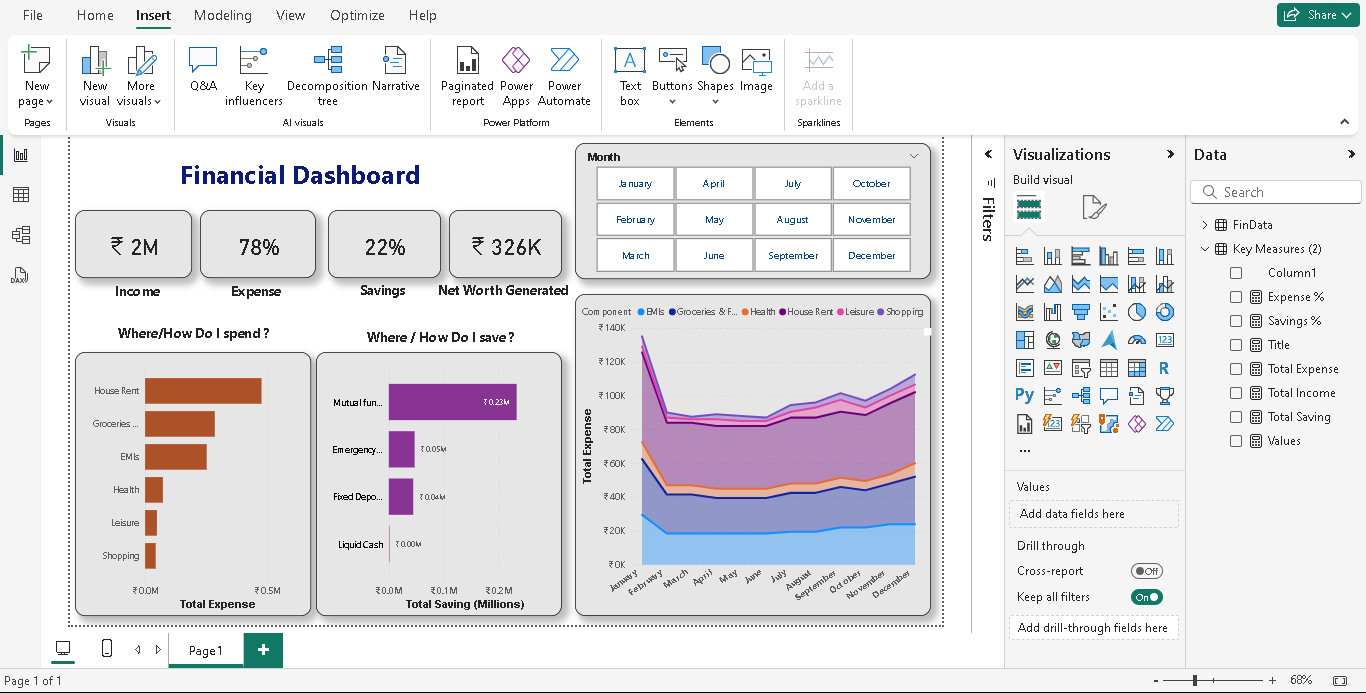 File Home Insert Modeling View Optimize Help Share
New page
Pages
New visual
More visuals
Visuals
Q&A
Key influencers
Decomposition tree
Narrative
AI visuals
Paginated report
Power Apps
Power Automate
Power Platform
Text box
Buttons
Shapes
Image
Elements
Add a sparkline
Sparklines
DAX
Financial Dashboard
₹ 2M
Income
78%
Expense
22%
Savings
₹ 326K
Net Worth Generated
Month
January April July October
February May August November
March June September December
Where/How Do I spend ?
House Rent
Groceries ...
EMIs
Health
Leisure
Shopping
₹0.0M ₹0.5M
Total Expense
Where / How Do I save ?
Mutual fun... ₹0.23M
Emergency... ₹0.05M
Fixed Depo... ₹0.04M
Liquid Cash ₹0.00M
₹0.0M ₹0.1M ₹0.2M
Total Saving (Millions)
Component EMIs Groceries & F... Health House Rent Leisure Shopping
₹140K
₹120K
₹100K
₹80K
₹60K
₹40K
₹20K
₹0K
Total Expense
January February March April May June July August September October November December
Filters
Visualizations
Build visual
123
R
Py
123
...
Values
Add data fields here
Drill through
Cross-report Off
Keep all filters On
Add drill-through fields here
Data
Search
FinData
Key Measures (2)
Column1
Expense %
Savings %
Title
Total Expense
Total Income
Total Saving
Values
Page 1
+
Page 1 of 1
- + 68%